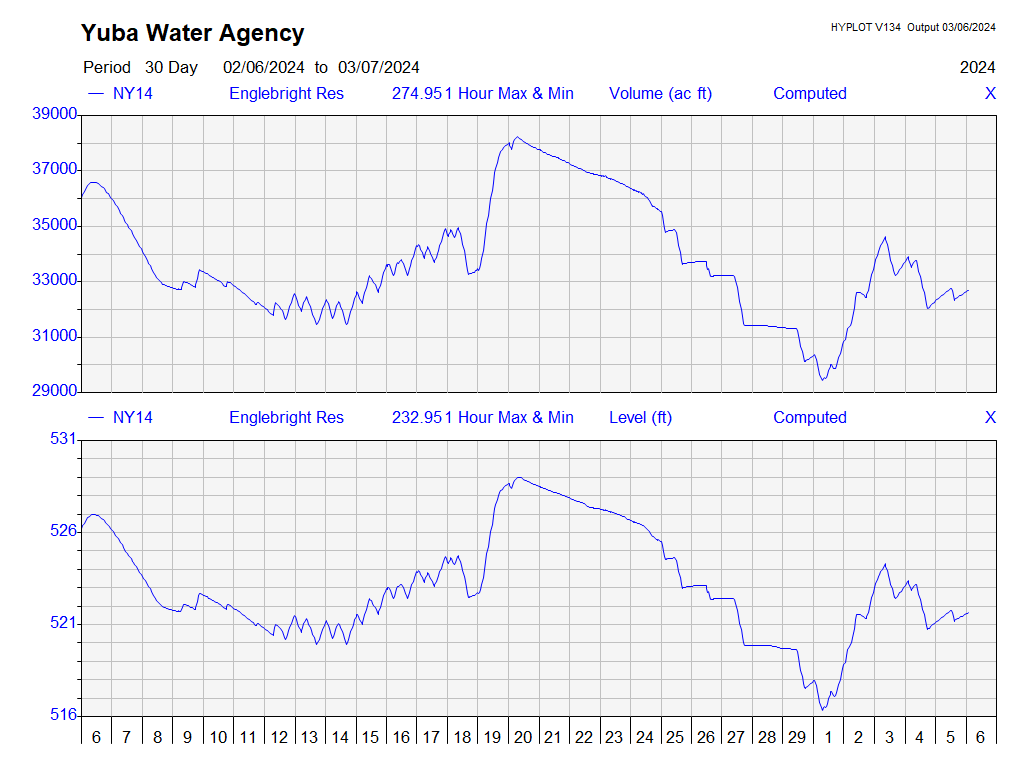 Yuba Water Agency
HYPLOT V134 Output 03/06/2024
Period 30 Day 02/06/2024 to 03/07/2024 2024
NY14 Englebright Res 274.951 Hour Max & Min Volume (ac ft) Computed X
39000
37000
35000
33000
31000
29000
NY14 Englebright Res 232.951 Hour Max & Min Level (ft) Computed X
531
526
521
516
6 7 8 9 10 11 12 13 14 15 16 17 18 19 20 21 22 23 24 25 26 27 28 29 1 2 3 4 5 6